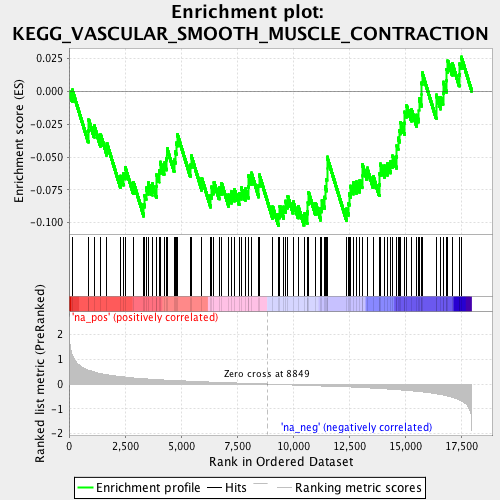 Enrichment plot:
KEGG_VASCULAR_SMOOTH_MUSCLE_CONTRACTION
Enrichment score (ES)
0.025
0.000
-0.025
-0.050
-0.075
-0.100
'na_pos' (positively correlated)
Ranked list metric (PreRanked)
2
1
0
-1
-2
Zero cross at 8849
'na_neg' (negatively correlated)
0
2,500
5,000
7,500
10,000
12,500
15,000
17,500
Rank in Ordered Dataset
Enrichment profile
Hits
Ranking metric scores